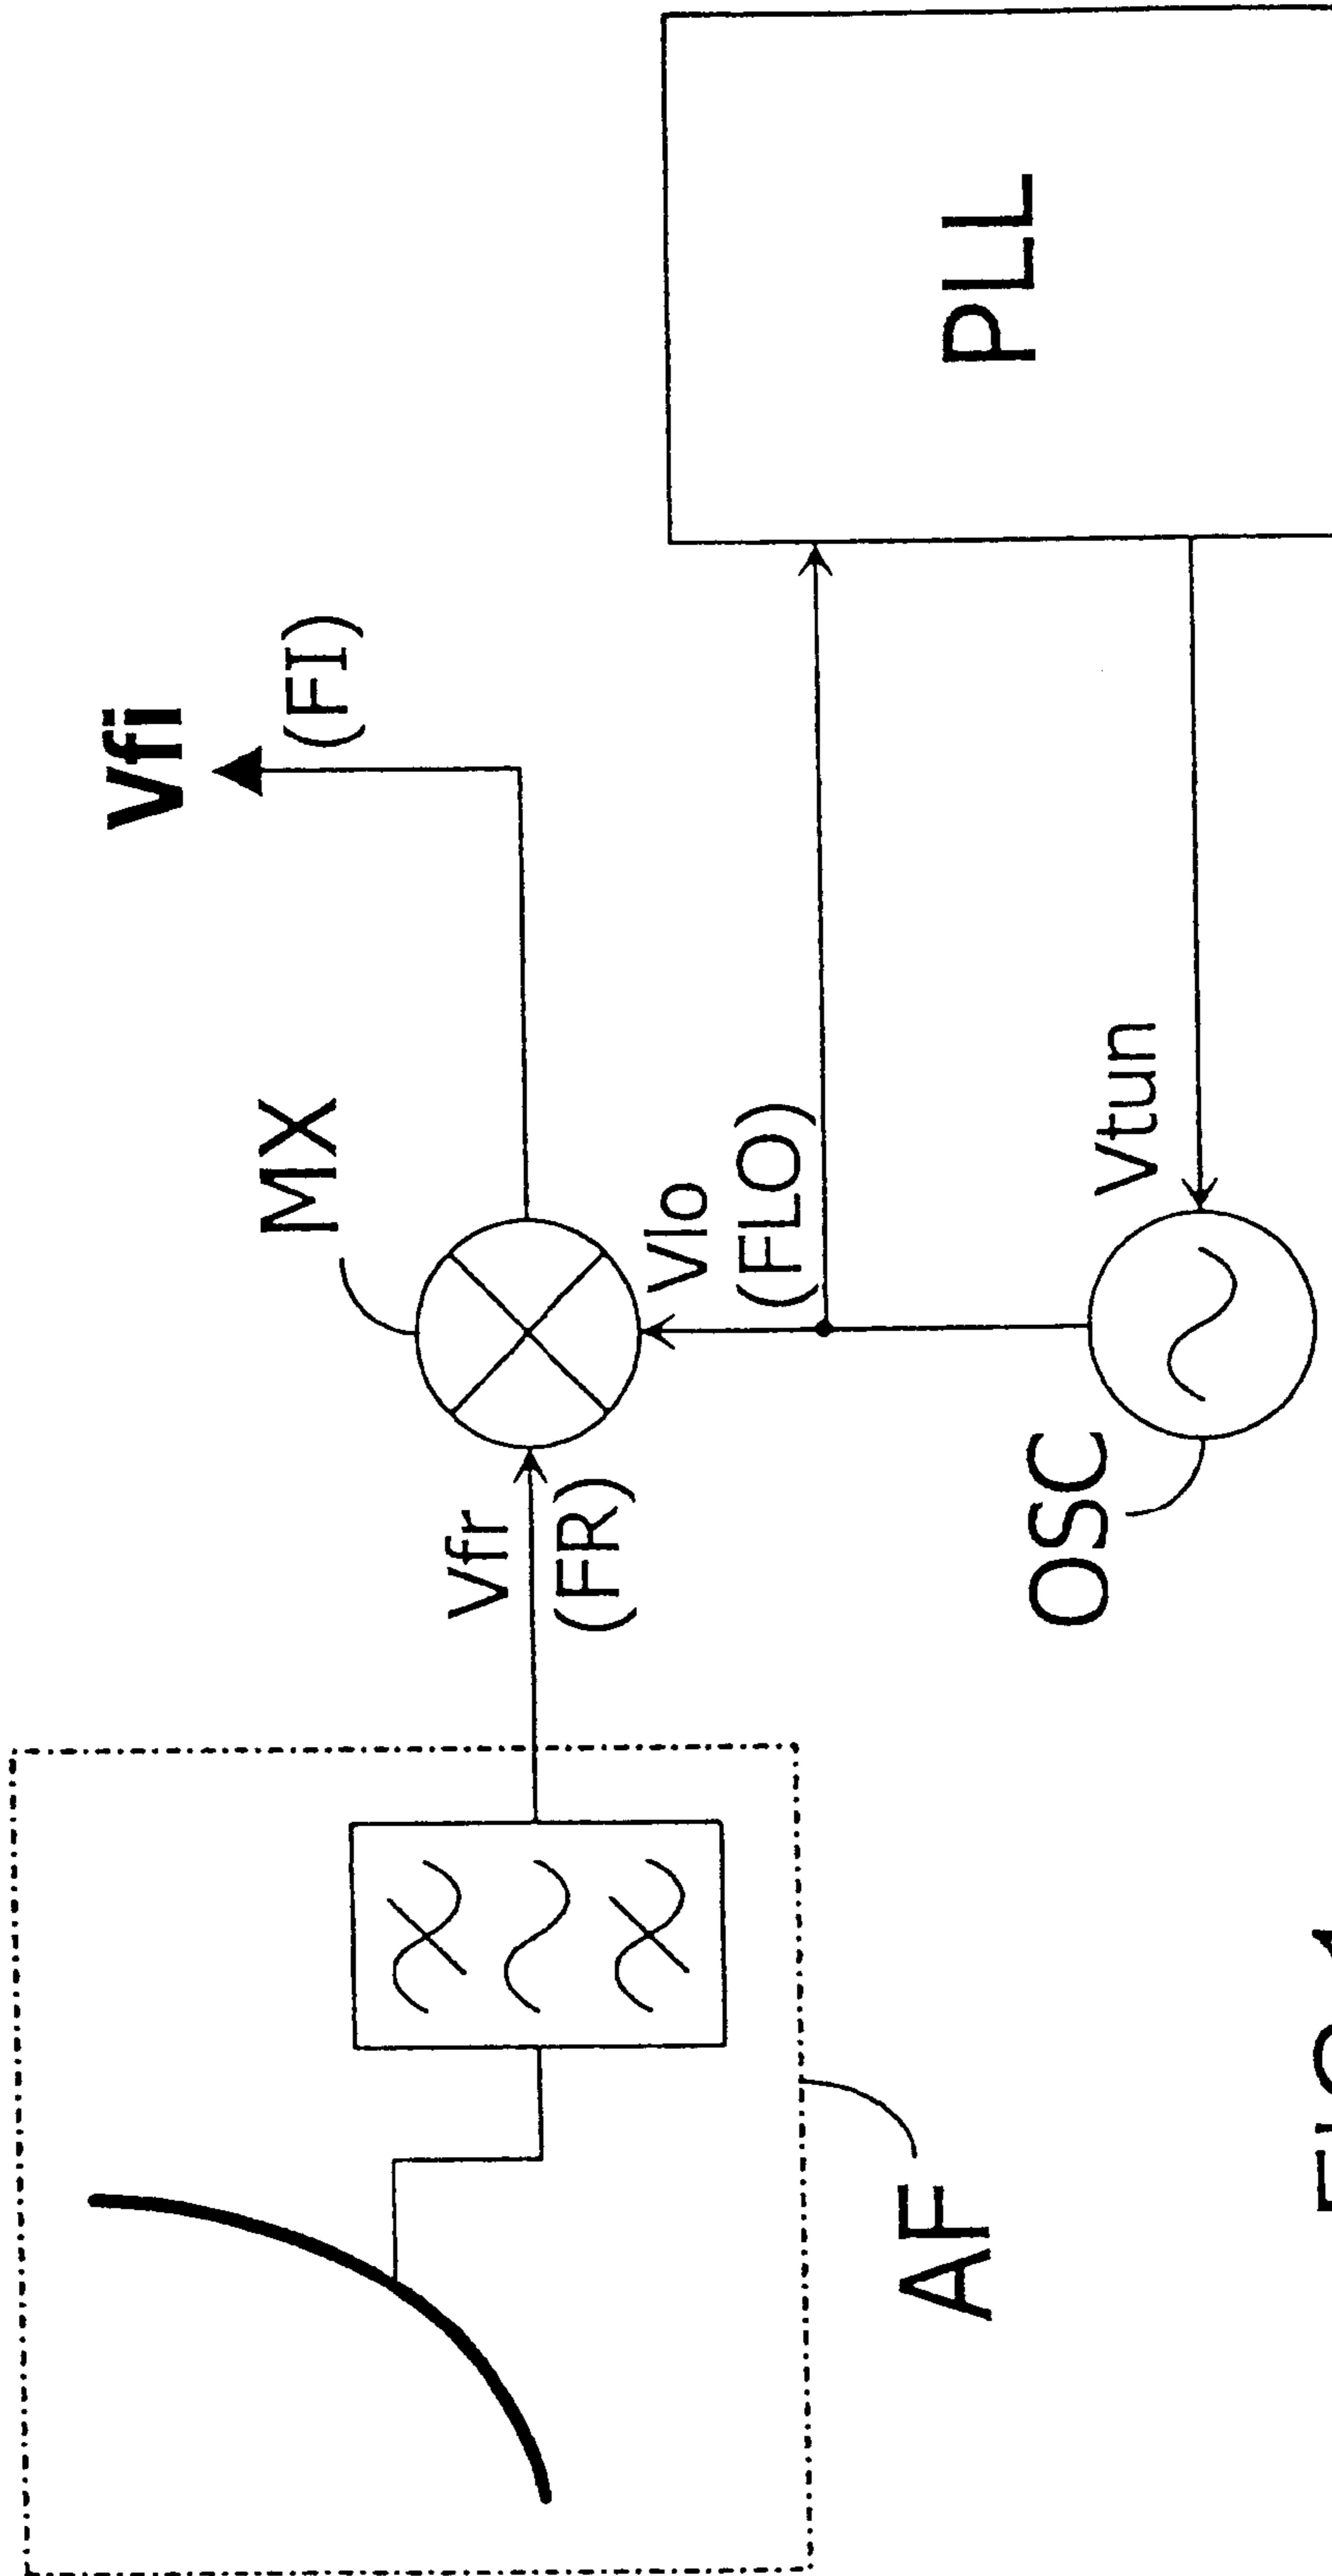 Vfi
(FI)
MX
Vfr
(FR)
Vlo
(FLO)
PLL
Vtun
OSC
AF